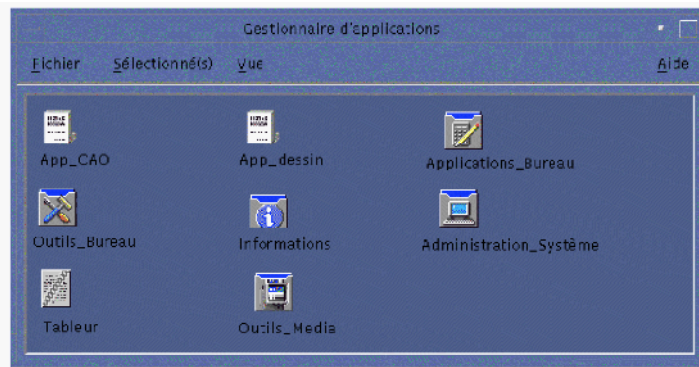 Gestionnaire d'applications
Fichier Sélectionné(s) Vue Aide
App_CAO App_dessin Applications_Bureau
Outils_Bureau Informations Administration_Système
Tableur Outils_Media